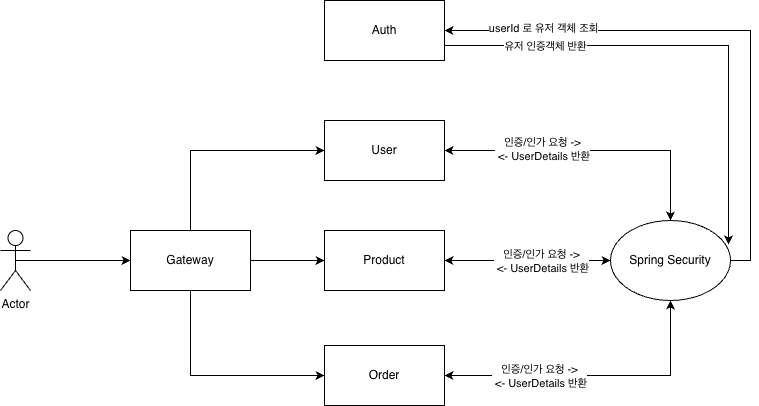 Auth
userId 로 유저 객체 조회
유저 인증객체 반환
User
인증/인가 요청 ->
<- UserDetails 반환
Actor
Gateway
Product
인증/인가 요청 ->
<- UserDetails 반환
Spring Security
Order
인증/인가 요청 ->
<- UserDetails 반환